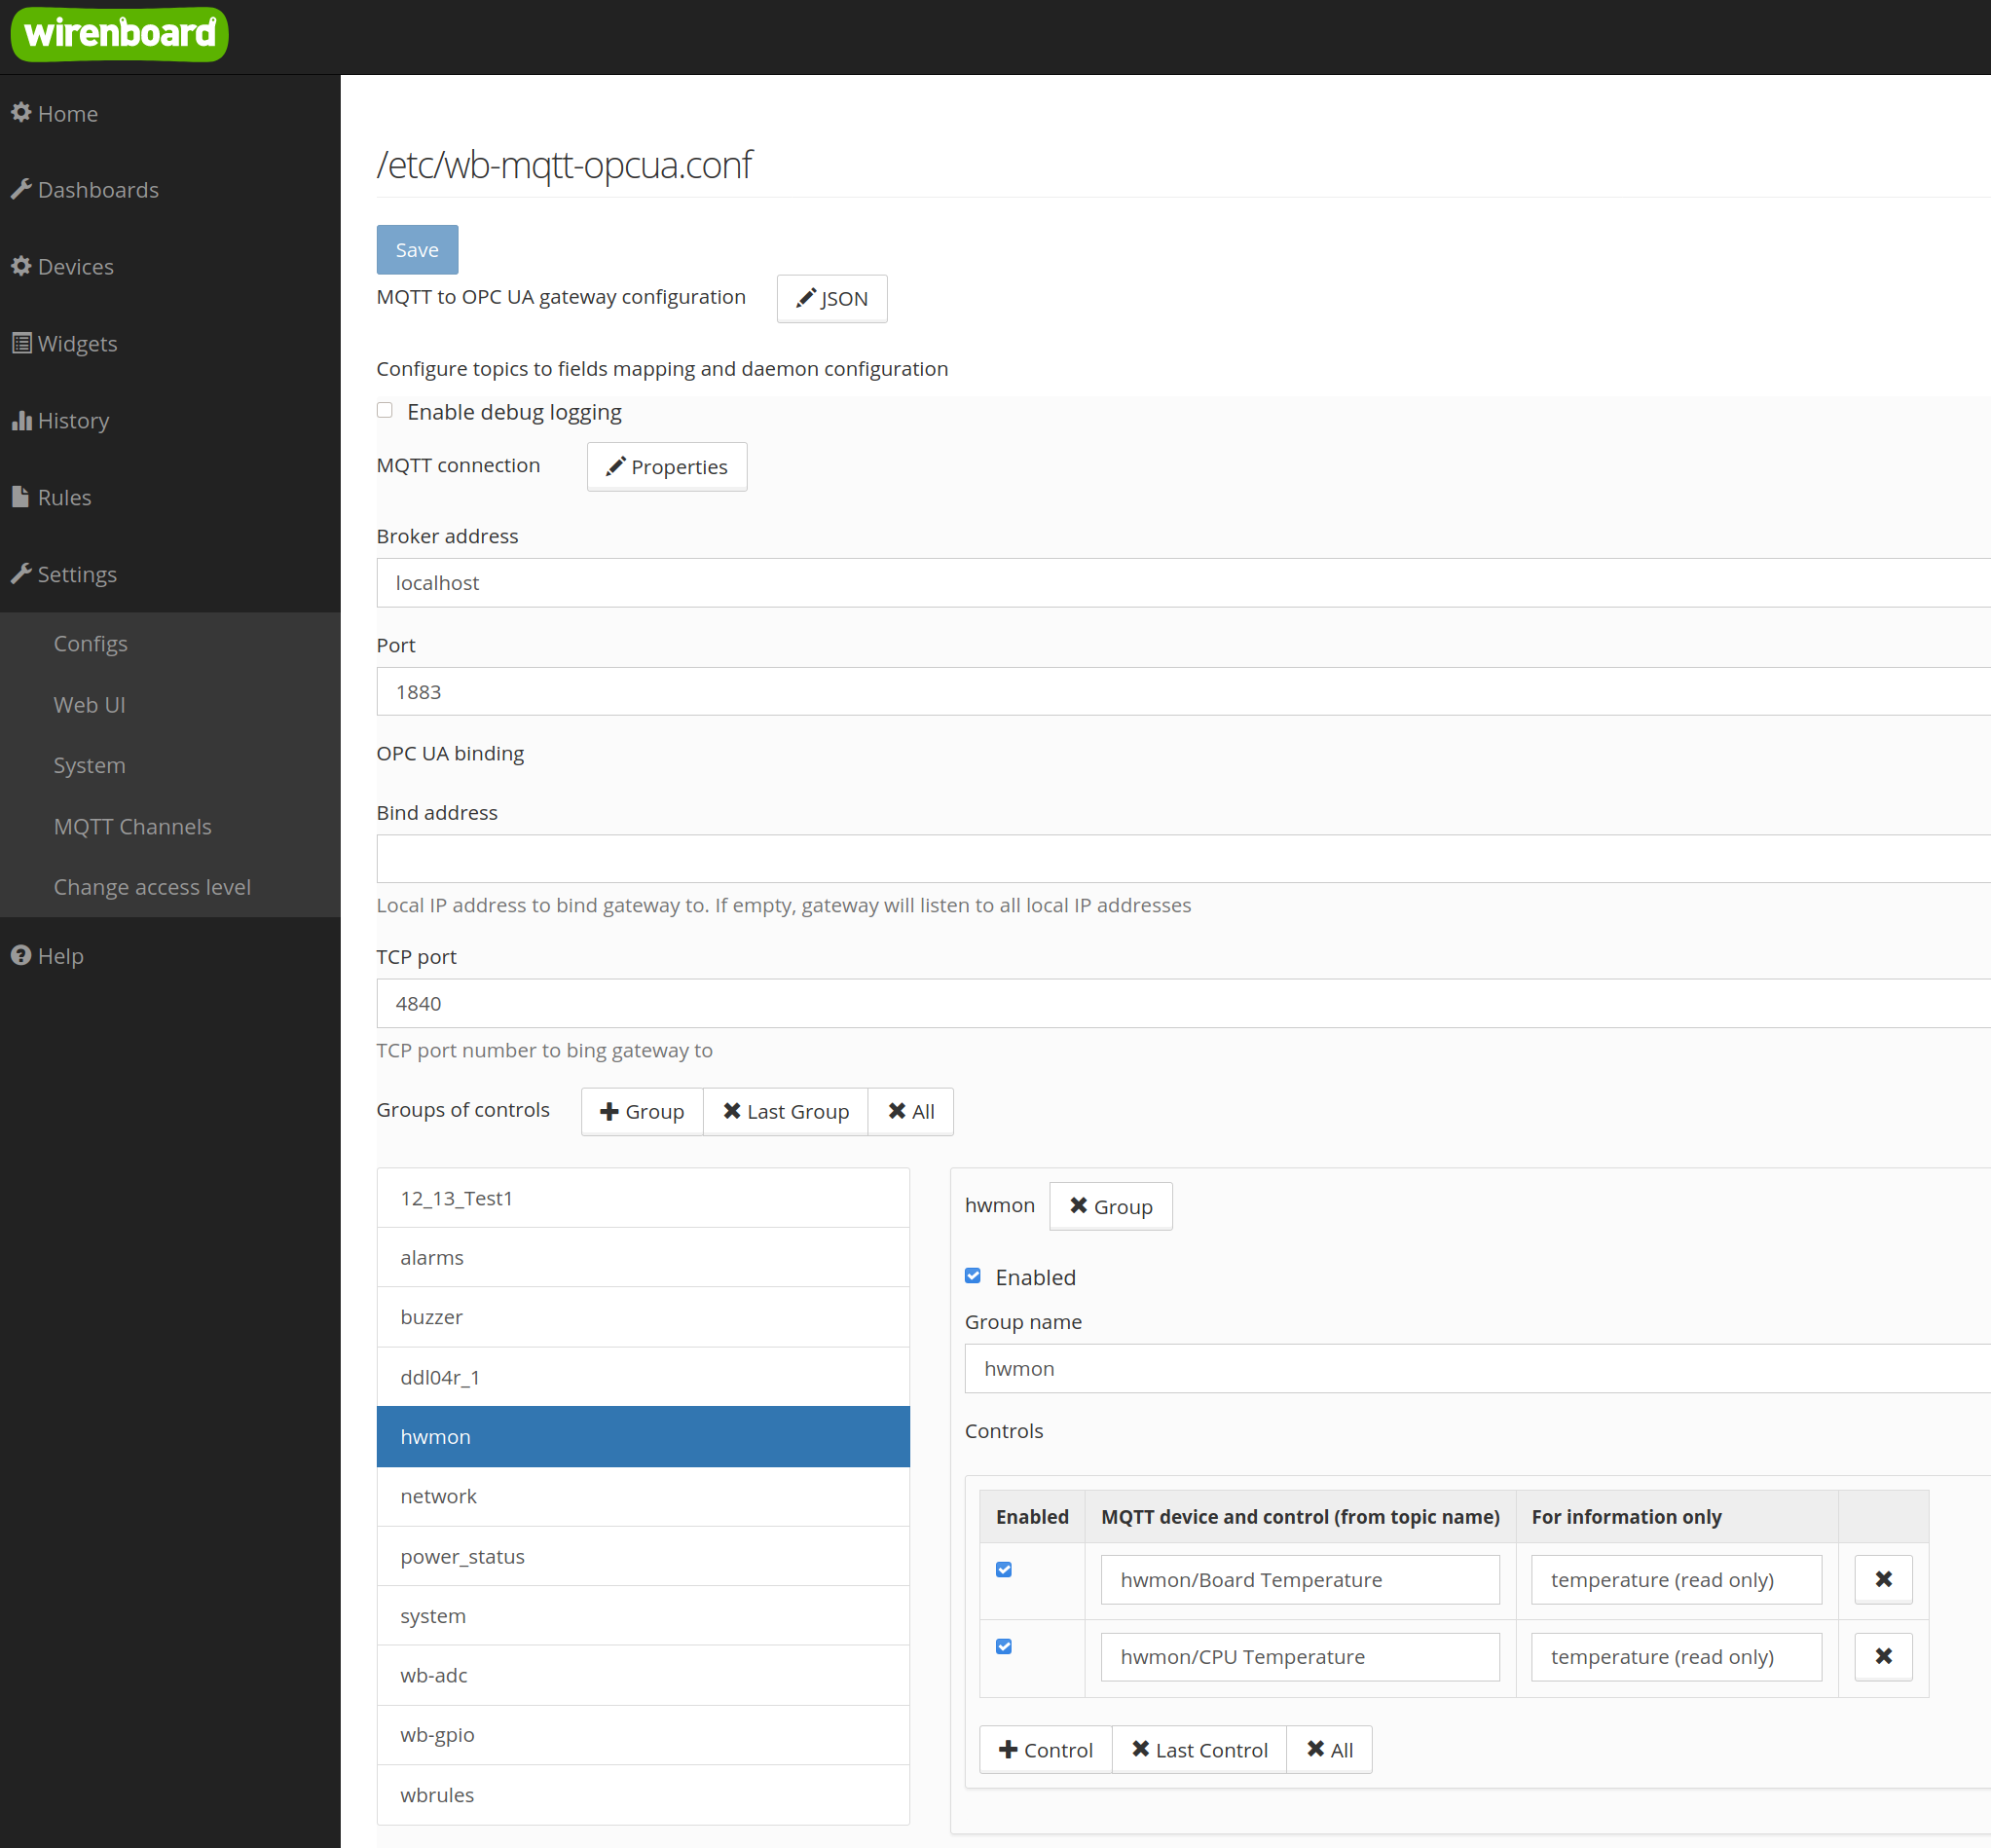 wirenboard
Home
Dashboards
Devices
Widgets
History
Rules
Settings
Configs
Web UI
System
MQTT Channels
Change access level
Help
/etc/wb-mqtt-opcua.conf
Save
MQTT to OPC UA gateway configuration JSON
Configure topics to fields mapping and daemon configuration
Enable debug logging
MQTT connection Properties
Broker address
localhost
Port
1883
OPC UA binding
Bind address
Local IP address to bind gateway to. If empty, gateway will listen to all local IP addresses
TCP port
4840
TCP port number to bing gateway to
Groups of controls Group Last Group All
12_13_Test1
alarms
buzzer
ddl04r_1
hwmon
network
power_status
system
wb-adc
wb-gpio
wbrules
hwmon Group
Enabled
Group name
hwmon
Controls
Enabled MQTT device and control (from topic name) For information only
hwmon/Board Temperature temperature (read only)
hwmon/CPU Temperature temperature (read only)
Control Last Control All